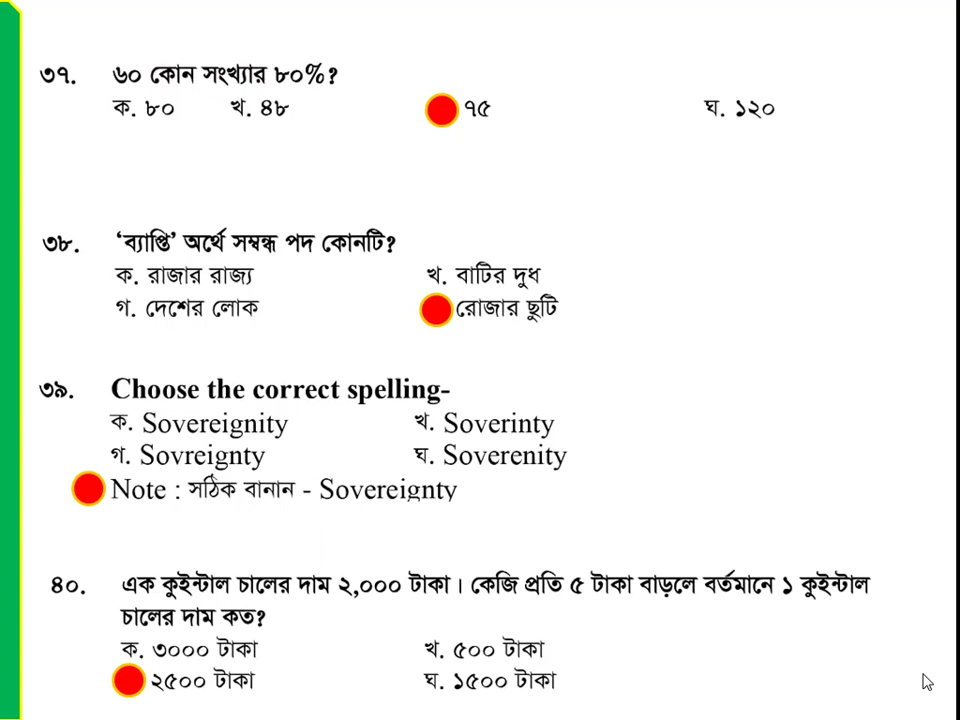 ৩৭. ৬০ কোন সংখ্যার ৮০%?
ক. ৮০ খ. ৪৮ ৭৫ ঘ. ১২০
৩৮. ‘ব্যাপ্তি’ অর্থে সম্বন্ধ পদ কোনটি?
ক. রাজার রাজ্য খ. বাটির দুধ
গ. দেশের লোক রোজার ছুটি
৩৯. Choose the correct spelling-
ক. Sovereignity খ. Soverinty
গ. Sovreignty ঘ. Soverenity
Note : সঠিক বানান - Sovereignty
৪০. এক কুইন্টাল চালের দাম ২,০০০ টাকা। কেজি প্রতি ৫ টাকা বাড়লে বর্তমানে ১ কুইন্টাল
চালের দাম কত?
ক. ৩০০০ টাকা খ. ৫০০ টাকা
২৫০০ টাকা ঘ. ১৫০০ টাকা